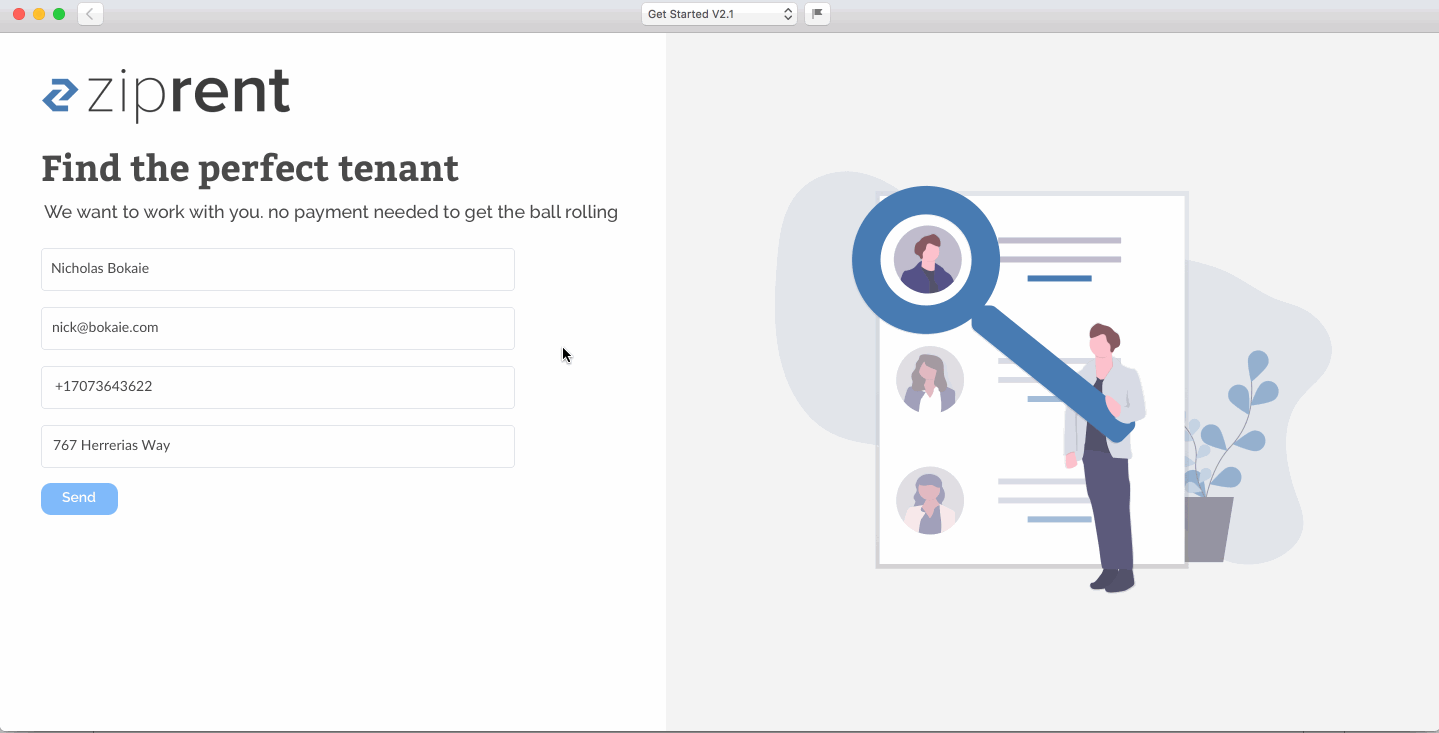 Get Started V2.1
ziprent
Find the perfect tenant
We want to work with you. no payment needed to get the ball rolling
Nicholas Bokaie
nick@bokaie.com
+17073643622
767 Herrerias Way
Send